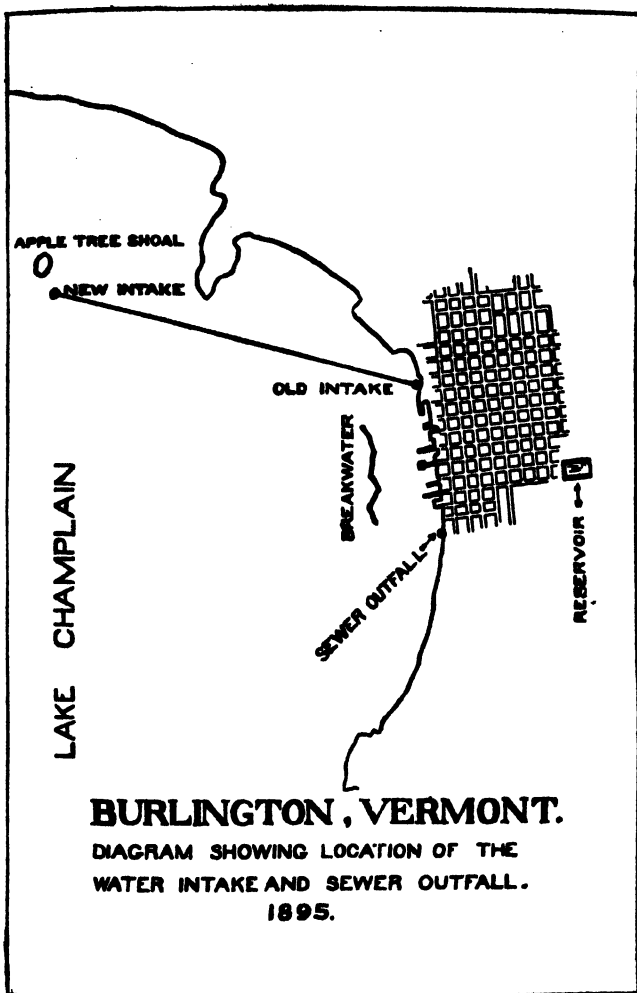 APPLE TREE SHOAL
NEW INTAKE
OLD INTAKE
BREAKWATER
LAKE CHAMPLAIN
SEWER OUTFALL
RESERVOIR
BURLINGTON, VERMONT.
DIAGRAM SHOWING LOCATION OF THE
WATER INTAKE AND SEWER OUTFALL.
1895.